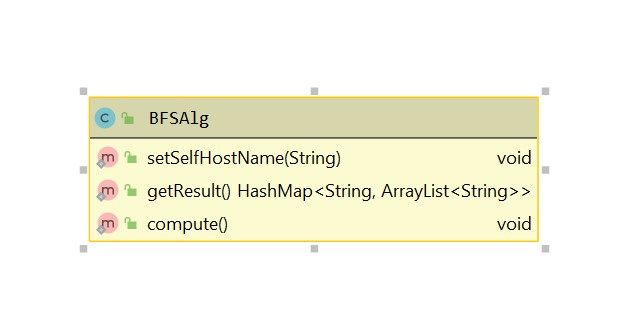 C BFSAlg
m setSelfHostName(String) void
m getResult() HashMap<String, ArrayList<String>>
m compute() void